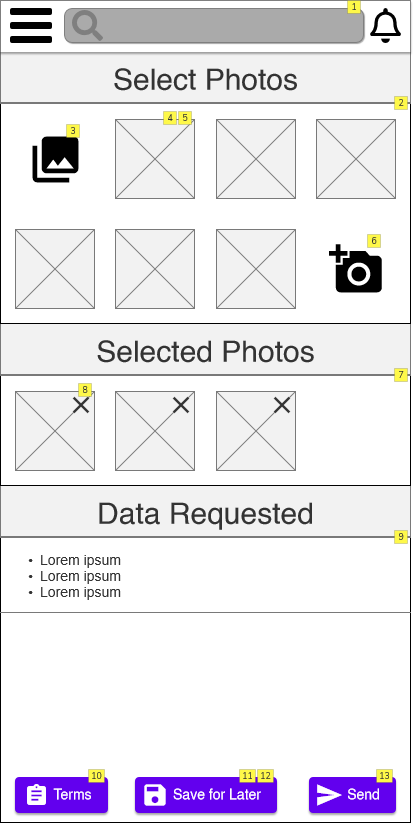 1
Select Photos
2
3
4 5
6
Selected Photos
7
8
Data Requested
9
• Lorem ipsum
• Lorem ipsum
• Lorem ipsum
10
11 12
13
Terms
Save for Later
Send